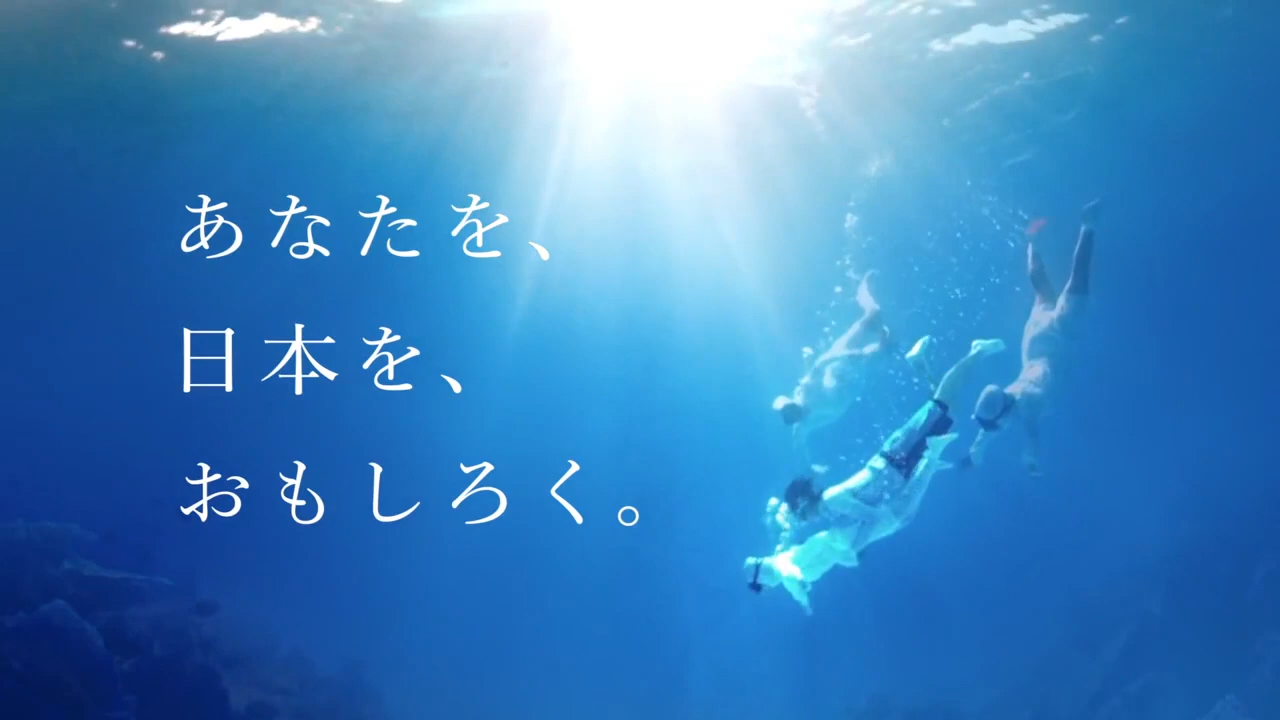 あなたを、
日本を、
おもしろく。